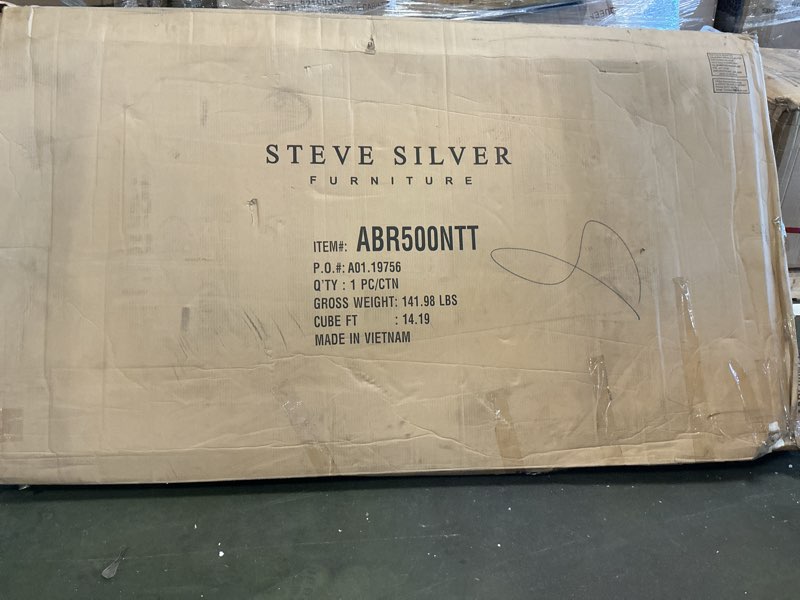 STEVE SILVER
FURNITURE
ITEM#: ABR500NTT
P.O.#: A01.19756
Q'TY : 1 PC/CTN
GROSS WEIGHT: 141.98 LBS
CUBE FT : 14.19
MADE IN VIETNAM